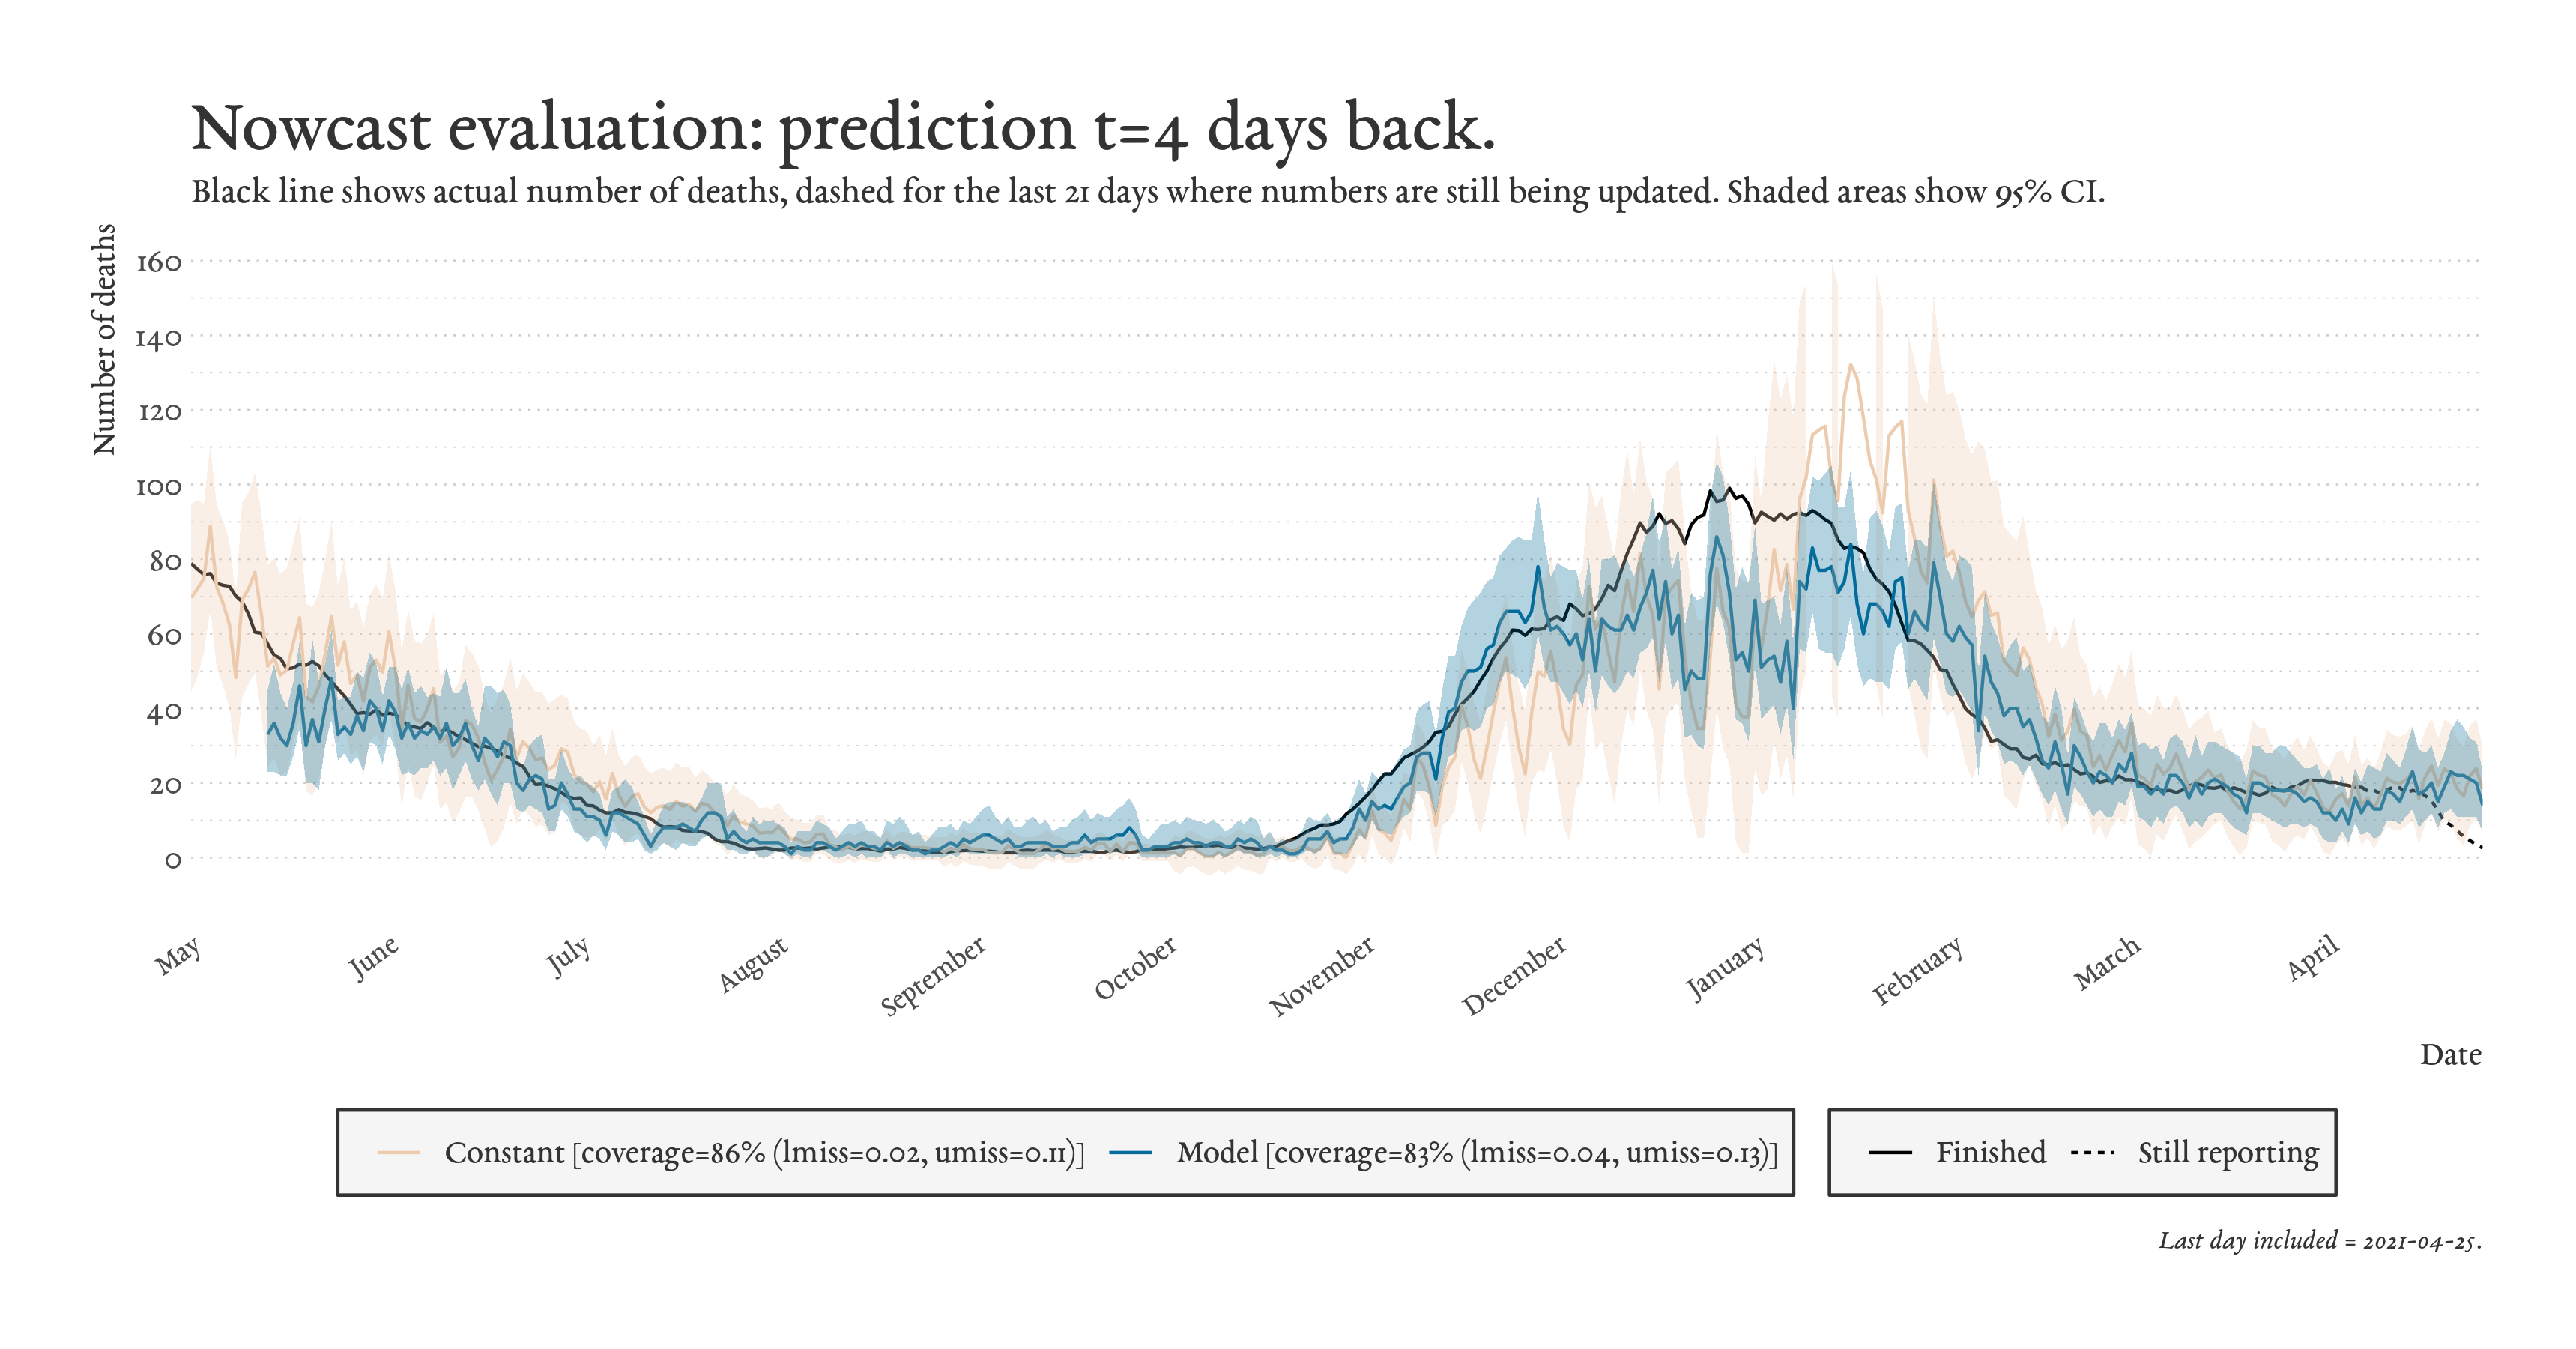 Nowcast evaluation: prediction t=4 days back.
Black line shows actual number of deaths, dashed for the last 21 days where numbers are still being updated. Shaded areas show 95% CI.
Number of deaths
160
140
120
100
80
60
40
20
0
May
June
July
August
September
October
November
December
January
February
March
April
Date
Constant [coverage=86% (lmiss=0.02, umiss=0.11)]
Model [coverage=83% (lmiss=0.04, umiss=0.13)]
Finished
Still reporting
Last day included = 2021-04-25.